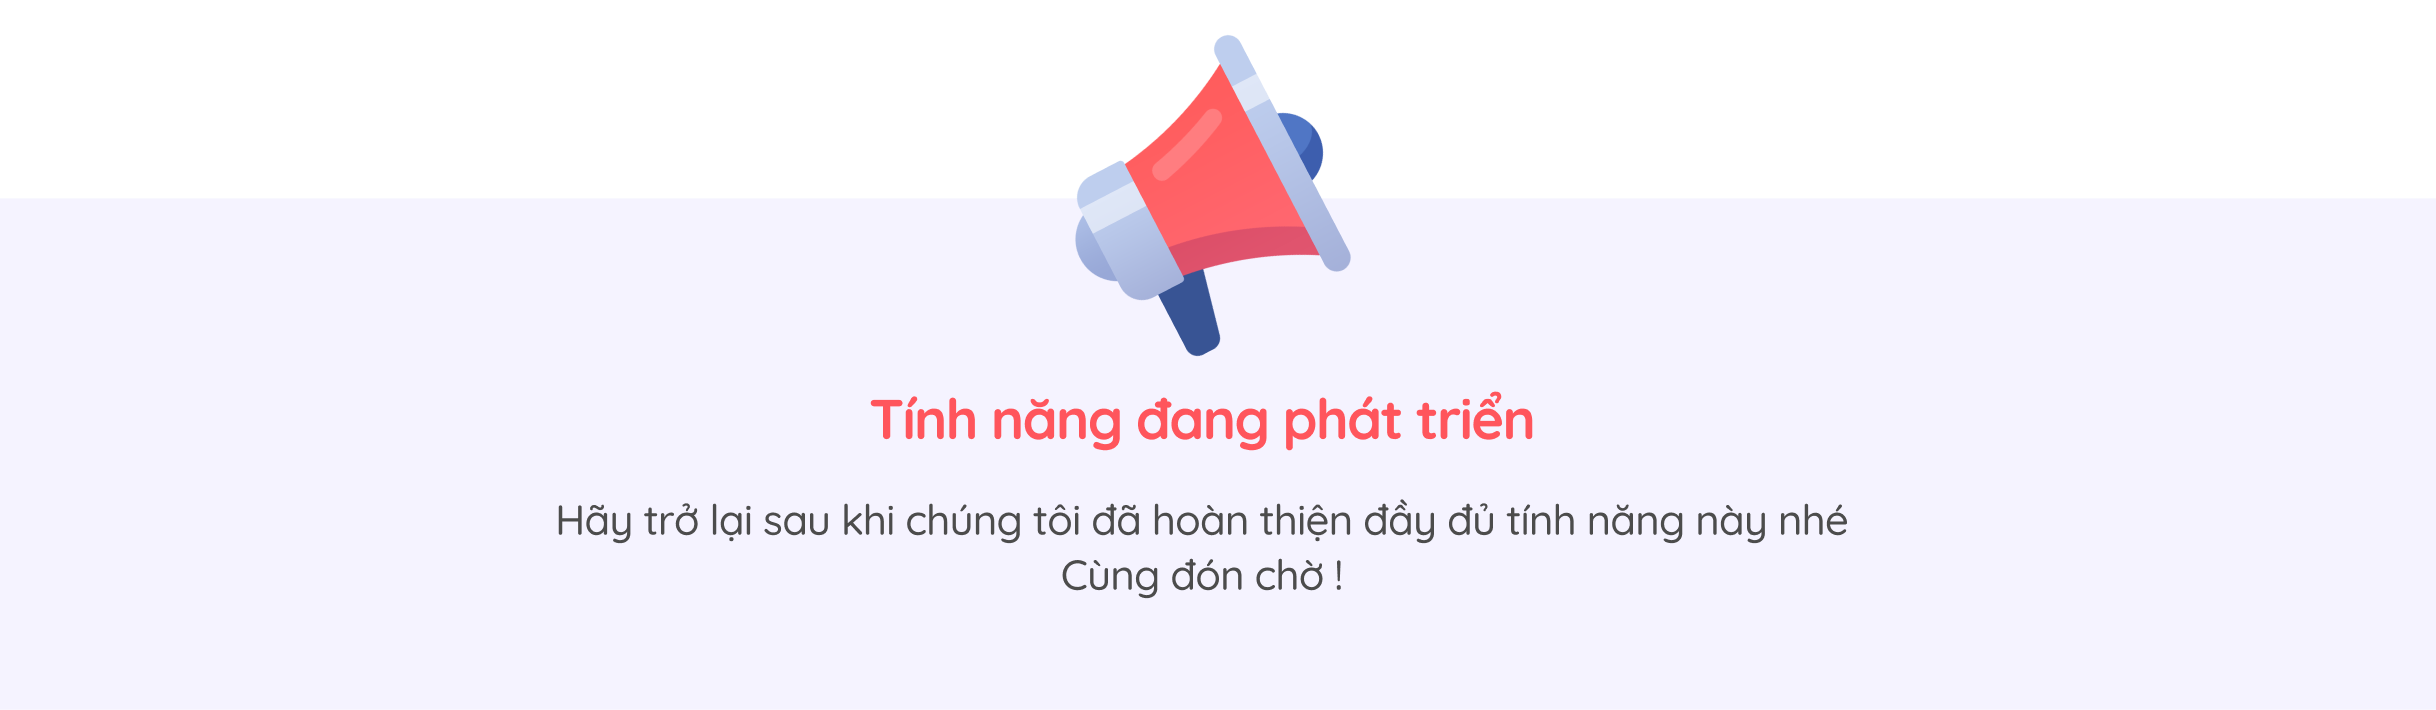 Tính năng đang phát triển
Hãy trở lại sau khi chúng tôi đã hoàn thiện đầy đủ tính năng này nhé
Cùng đón chờ !